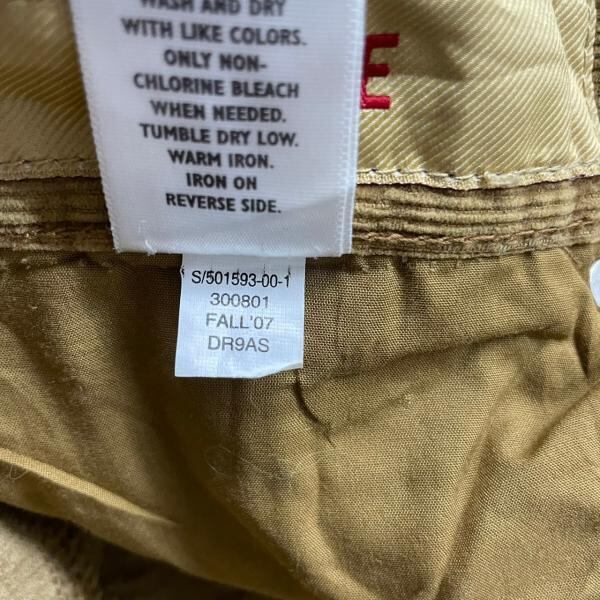 WASH AND DRY
WITH LIKE COLORS.
ONLY NON-
CHLORINE BLEACH
WHEN NEEDED.
TUMBLE DRY LOW.
WARM IRON.
IRON ON
REVERSE SIDE.
E
S/501593-00-1
300801
FALL'07
DR9AS